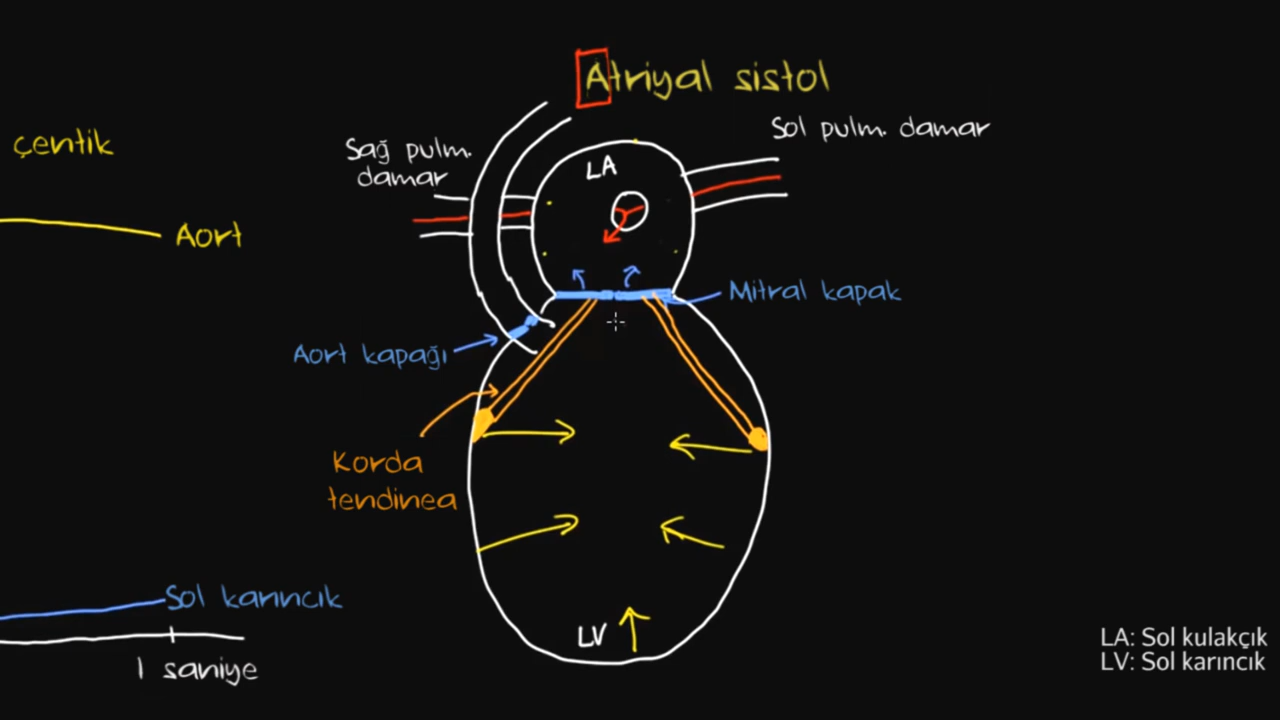 Atriyal sistol
çentik
Sağ pulm.
damar
LA
Sol pulm. damar
Aort
Mitral kapak
Aort kapağı
Korda
tendinea
Sol karıncık
LV
1 saniye
LA: Sol kulakçık
LV: Sol karıncık